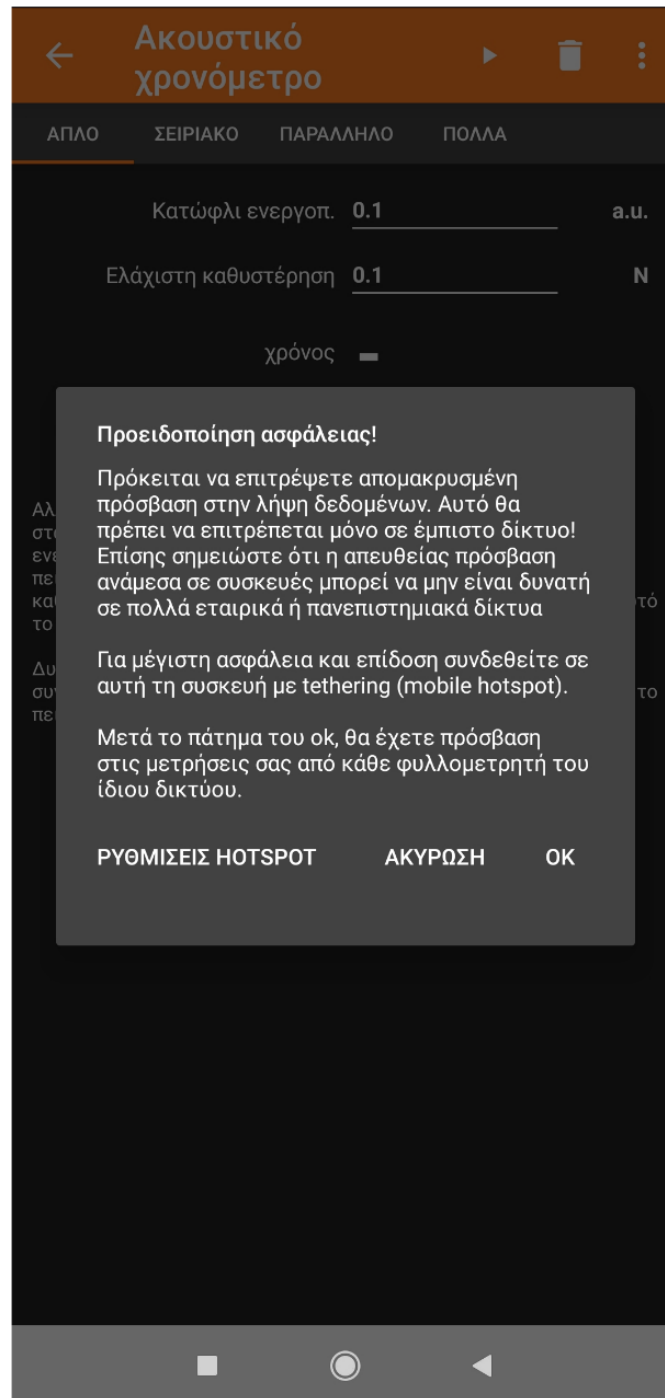 Ακουστικό
χρονόμετρο
ΑΠΛΟ ΣΕΙΡΙΑΚΟ ΠΑΡΑΛΛΗΛΟ ΠΟΛΛΑ
Κατώφλι ενεργοπ. 0.1 a.u.
Ελάχιστη καθυστέρηση 0.1 N
χρόνος -
Προειδοποίηση ασφάλειας!
Πρόκειται να επιτρέψετε απομακρυσμένη
πρόσβαση στην λήψη δεδομένων. Αυτό θα
πρέπει να επιτρέπεται μόνο σε έμπιστο δίκτυο!
Επίσης σημειώστε ότι η απευθείας πρόσβαση
ανάμεσα σε συσκευές μπορεί να μην είναι δυνατή
σε πολλά εταιρικά ή πανεπιστημιακά δίκτυα
Για μέγιστη ασφάλεια και επίδοση συνδεθείτε σε
αυτή τη συσκευή με tethering (mobile hotspot).
Μετά το πάτημα του ok, θα έχετε πρόσβαση
στις μετρήσεις σας από κάθε φυλλομετρητή του
ίδιου δικτύου.
ΡΥΘΜΙΣΕΙΣ HOTSPOT ΑΚΥΡΩΣΗ OK